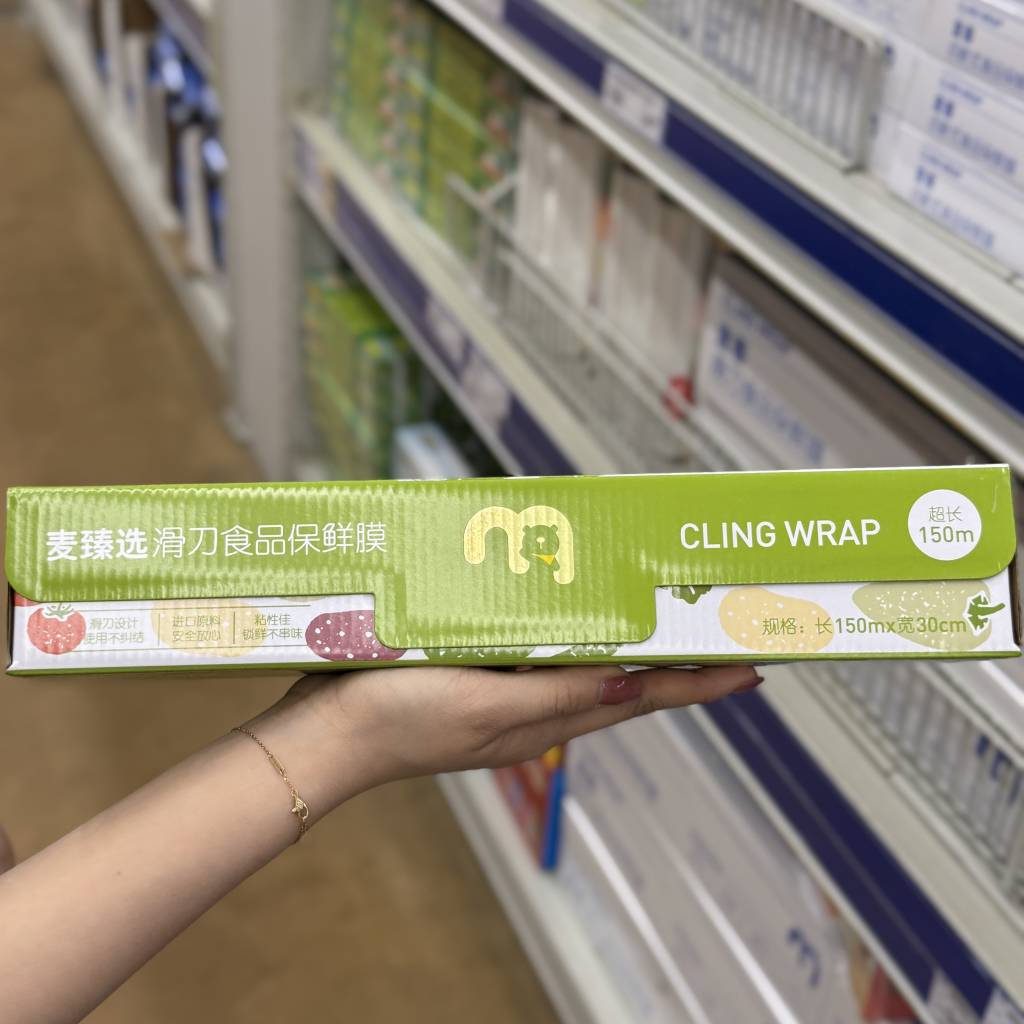 麦臻选滑刀食品保鲜膜
CLING WRAP
超长
150m
滑刀设计
使用不纠结
进口原料
安全放心
粘性佳
锁鲜不串味
规格：长150mx宽30cm